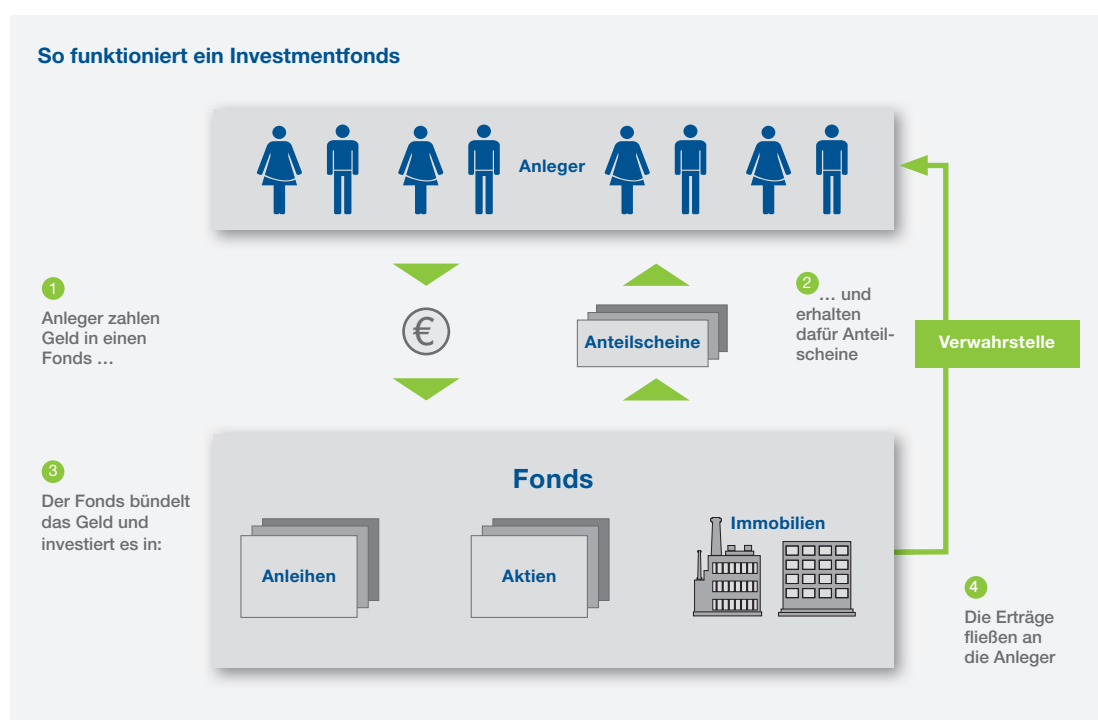 So funktioniert ein Investmentfonds
Anleger
1
Anleger zahlen
Geld in einen
Fonds …
€
Anteilscheine
2
… und
erhalten
dafür Anteil-
scheine
Verwahrstelle
3
Der Fonds bündelt
das Geld und
investiert es in:
Fonds
Anleihen
Aktien
Immobilien
4
Die Erträge
fließen an
die Anleger